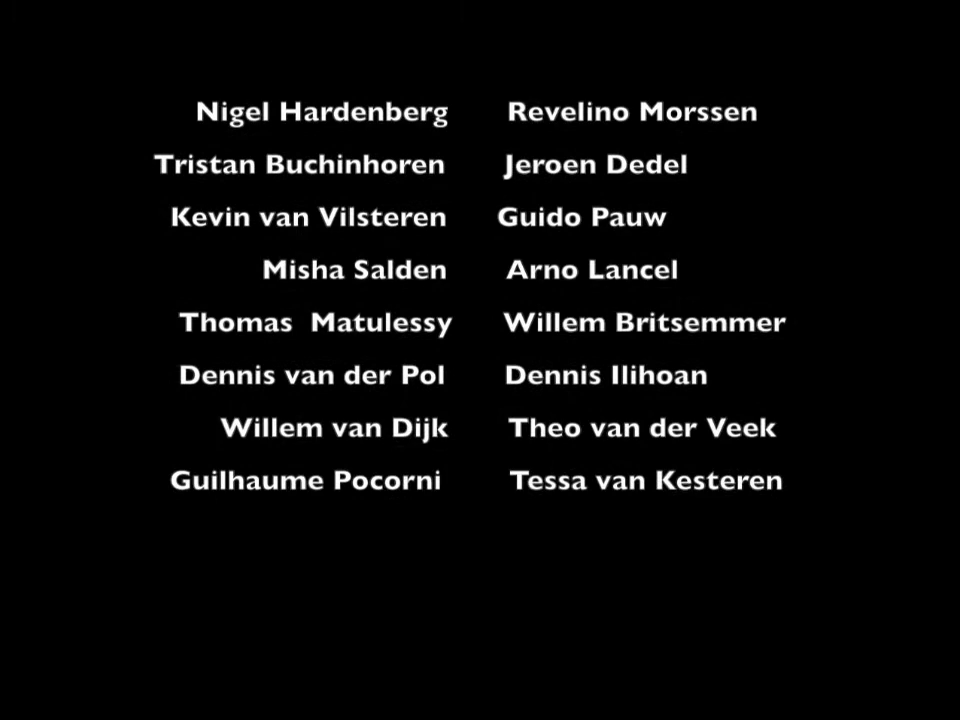 Nigel Hardenberg Revelino Morssen
Tristan Buchinhoren Jeroen Dedel
Kevin van Vilsteren Guido Pauw
Misha Salden Arno Lancel
Thomas Matulessy Willem Britsemmer
Dennis van der Pol Dennis Ilihoan
Willem van Dijk Theo van der Veek
Guilhaume Pocorni Tessa van Kesteren